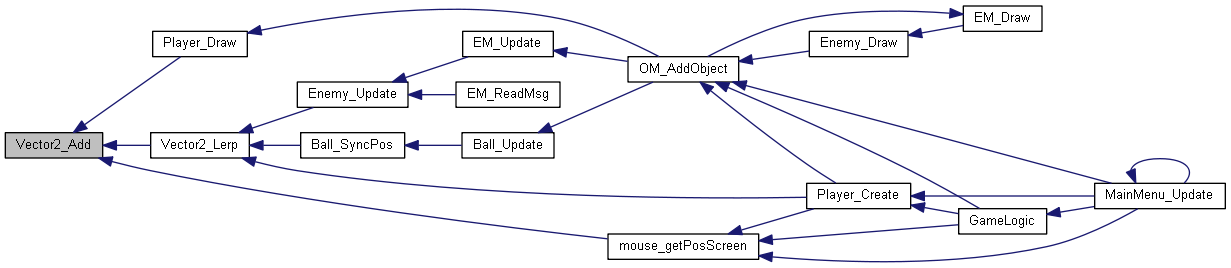 EM_Draw
Player_Draw
EM_Update
Enemy_Draw
OM_AddObject
Enemy_Update
EM_ReadMsg
Vector2_Add
Vector2_Lerp
Ball_SyncPos
Ball_Update
Player_Create
MainMenu_Update
GameLogic
mouse_getPosScreen